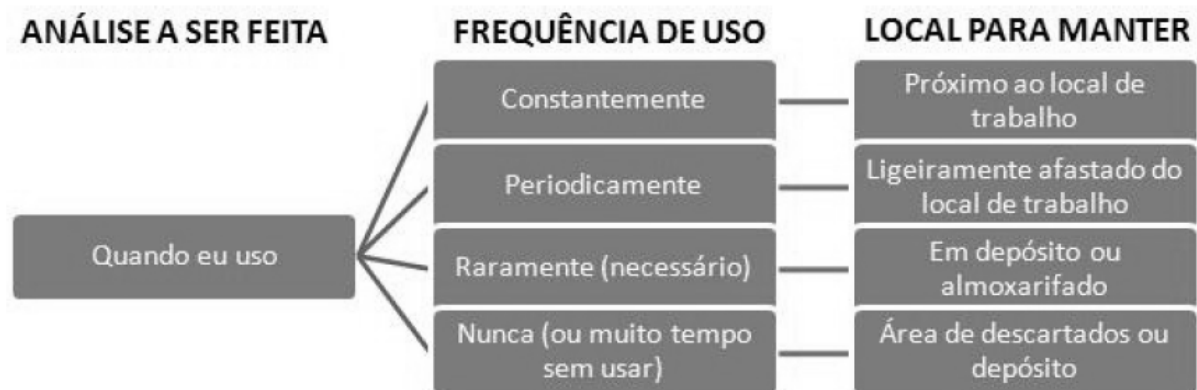 ANÁLISE A SER FEITA
FREQUÊNCIA DE USO
LOCAL PARA MANTER
Quando eu uso
Constantemente
Próximo ao local de
trabalho
Periodicamente
Ligeiramente afastado do
local de trabalho
Raramente (necessário)
Em depósito ou
almoxarifado
Nunca (ou muito tempo
sem usar)
Área de descartados ou
depósito